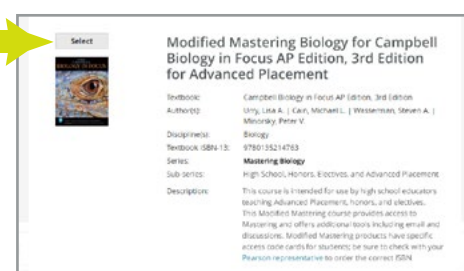 Select
Modified Mastering Biology for Campbell
Biology in Focus AP Edition, 3rd Edition
for Advanced Placement
Textbook: Campbell Biology in Focus AP Edition, 3rd Edition
Author(s): Urry, Lisa A. | Cain, Michael L. | Wasserman, Steven A. |
Minorsky, Peter V.
Discipline(s): Biology
Textbook ISBN-13: 9780135214763
Series: Mastering Biology
Sub-series: High School, Honors, Electives, and Advanced Placement
Description: This course is intended for use by high school educators
teaching Advanced Placement, honors, and electives.
This Modified Mastering course provides access to
Mastering and offers additional tools including email and
discussions. Modified Mastering products have specific
access code cards for students; be sure to check with your
Pearson representative to order the correct ISBN.